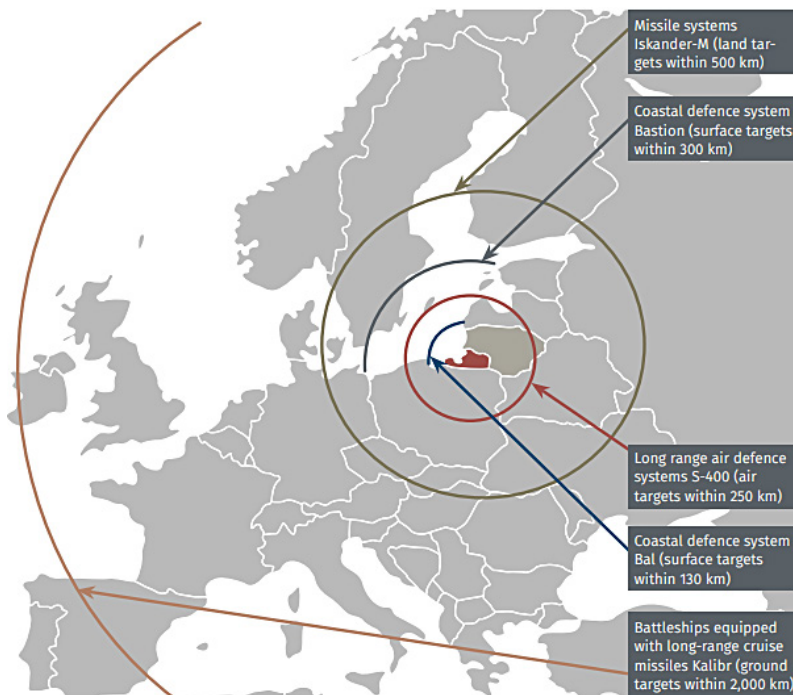 Missile systems
Iskander-M (land tar-
gets within 500 km)
Coastal defence system
Bastion (surface targets
within 300 km)
Long range air defence
systems S-400 (air
targets within 250 km)
Coastal defence system
Bal (surface targets
within 130 km)
Battleships equipped
with long-range cruise
missiles Kalibr (ground
targets within 2,000 km)